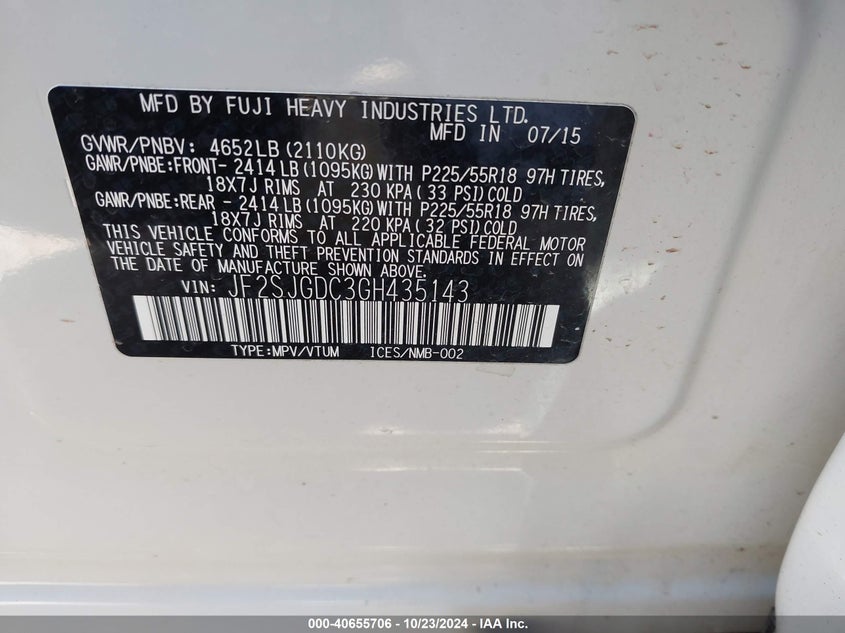 MFD BY FUJI HEAVY INDUSTRIES LTD.
MFD IN 07/15
GVWR/PNBV: 4652LB (2110KG)
GAWR/PNBE:FRONT- 2414 LB (1095KG) WITH P225/55R18 97H TIRES,
18X7J RIMS AT 230 KPA (33 PSI) COLD
GAWR/PNBE:REAR - 2414 LB (1095KG) WITH P225/55R18 97H TIRES,
18X7J RIMS AT 220 KPA (32 PSI) COLD
THIS VEHICLE CONFORMS TO ALL APPLICABLE FEDERAL MOTOR
VEHICLE SAFETY AND THEFT PREVENTION STANDARDS IN EFFECT ON
THE DATE OF MANUFACTURE SHOWN ABOVE.
VIN: JF2SJGDC3GH435143
TYPE:MPV/VTUM ICES/NMB-002
000-40655706 - 10/23/2024 - IAA Inc.